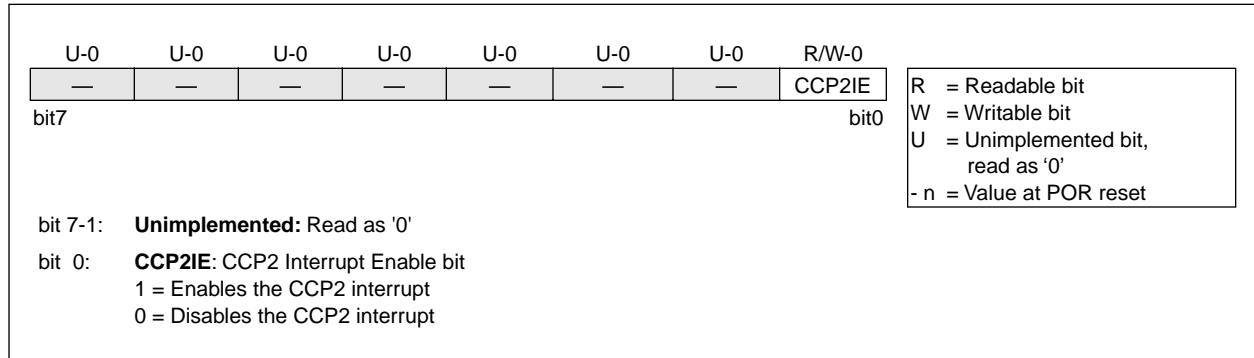 U-0 U-0 U-0 U-0 U-0 U-0 U-0 R/W-0
— — — — — — — CCP2IE
bit7 bit0
R = Readable bit
W = Writable bit
U = Unimplemented bit,
read as ‘0’
- n = Value at POR reset
bit 7-1: Unimplemented: Read as '0'
bit 0: CCP2IE: CCP2 Interrupt Enable bit
1 = Enables the CCP2 interrupt
0 = Disables the CCP2 interrupt